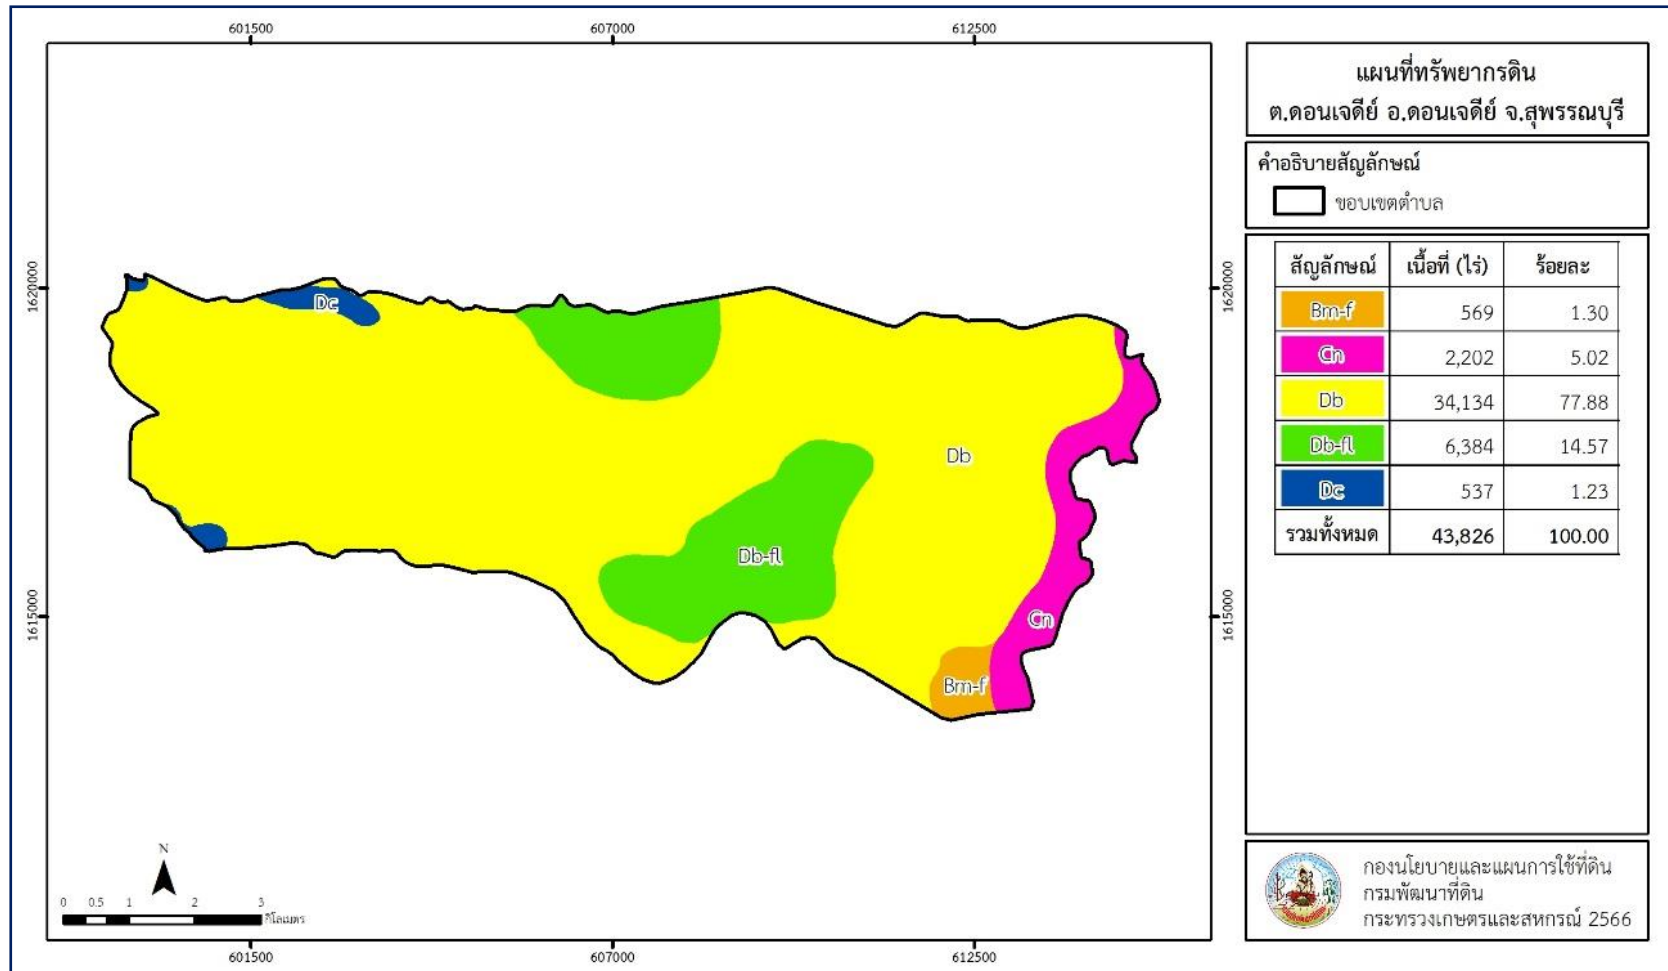 601500 607000 612500
แผนที่ทรัพยากรดิน
ต.ดอนเจดีย์ อ.ดอนเจดีย์ จ.สุพรรณบุรี
คำอธิบายสัญลักษณ์
ขอบเขตตำบล
สัญลักษณ์ เนื้อที่ (ไร่) ร้อยละ
Bm-f 569 1.30
Cn 2,202 5.02
Db 34,134 77.88
Db-fl 6,384 14.57
Dc 537 1.23
รวมทั้งหมด 43,826 100.00
1620000 1620000
Dc
Db
Db-fl
1615000 1615000
Cn
Bm-f
N
0 0.5 1 2 3
กิโลเมตร
601500 607000 612500
กองนโยบายและแผนการใช้ที่ดิน
กรมพัฒนาที่ดิน
กระทรวงเกษตรและสหกรณ์ 2566